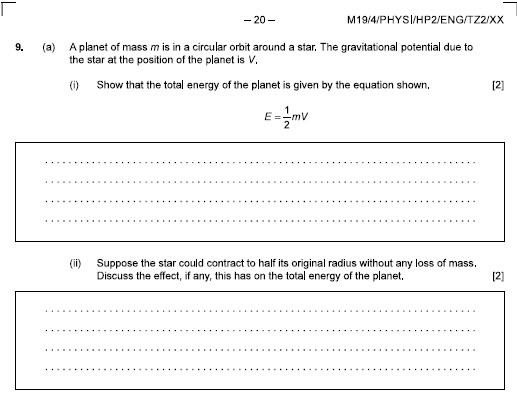 – 20 –
M19/4/PHYSI/HP2/ENG/TZ2/XX
9. (a) A planet of mass m is in a circular orbit around a star. The gravitational potential due to
the star at the position of the planet is V.
(i) Show that the total energy of the planet is given by the equation shown. [2]
E = 1/2 mV
(ii) Suppose the star could contract to half its original radius without any loss of mass.
Discuss the effect, if any, this has on the total energy of the planet. [2]